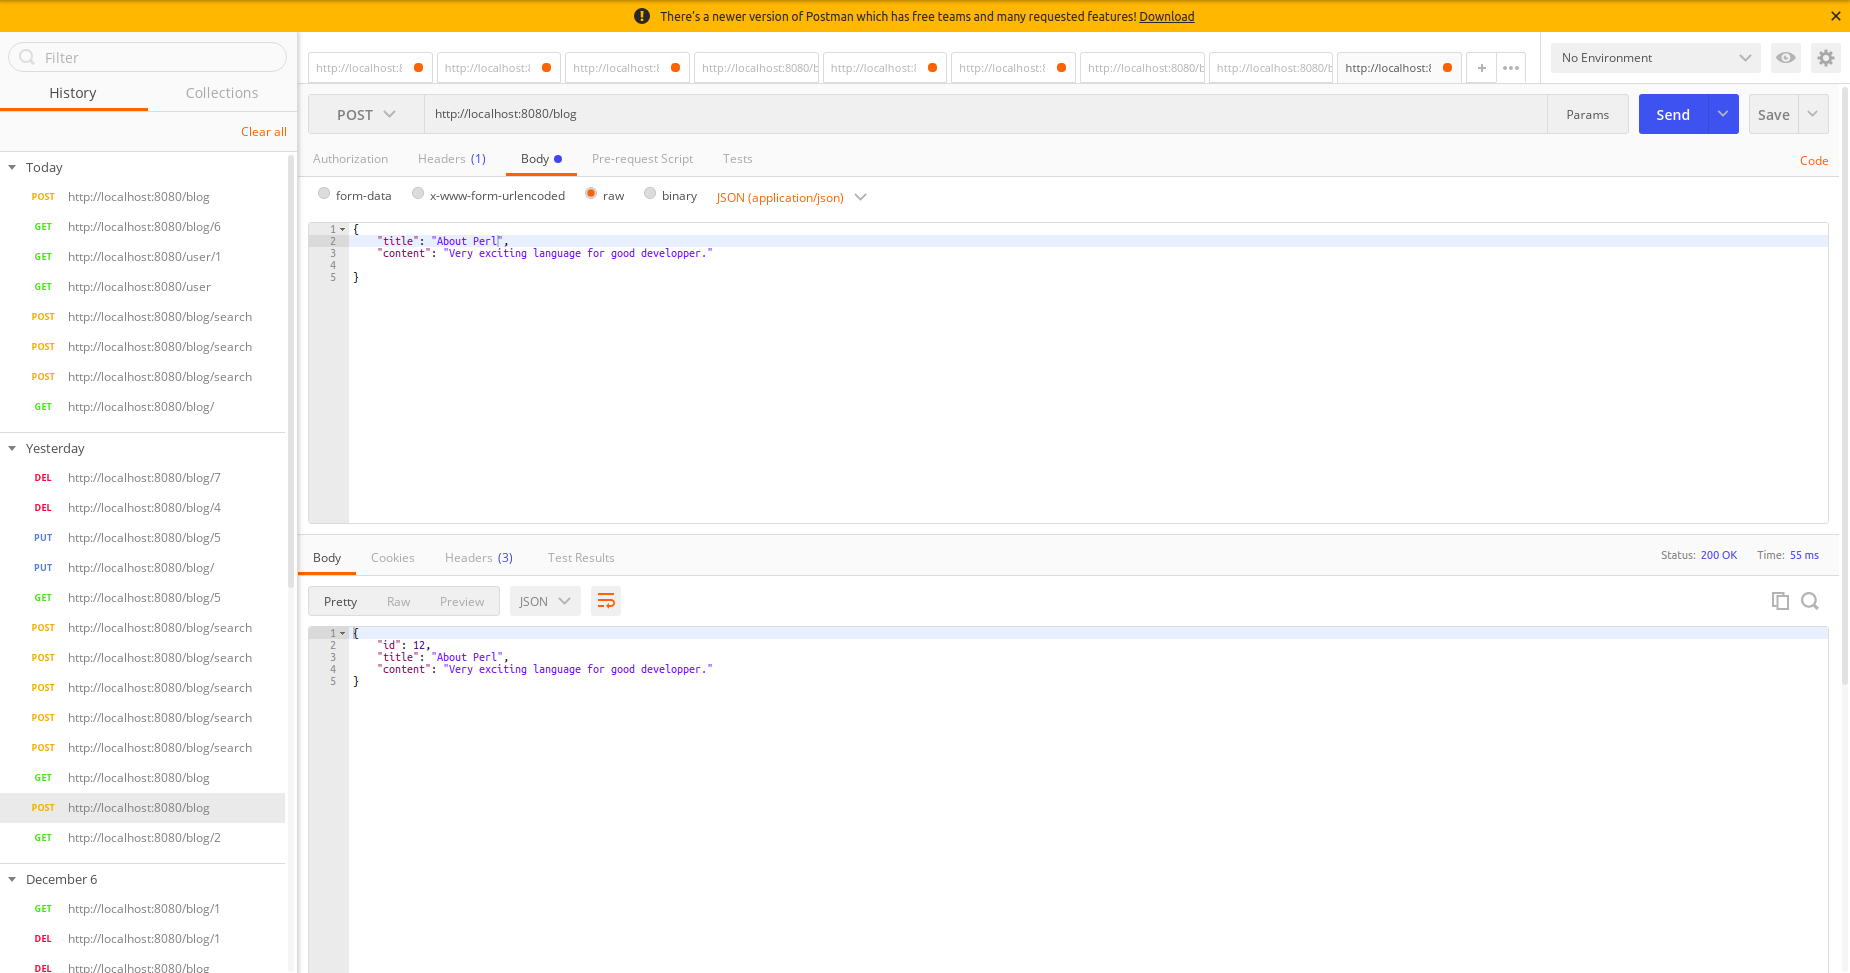 There's a newer version of Postman which has free teams and many requested features! Download
Filter
History Collections
Clear all
Today
POST http://localhost:8080/blog
GET http://localhost:8080/blog/6
GET http://localhost:8080/user/1
GET http://localhost:8080/user
POST http://localhost:8080/blog/search
POST http://localhost:8080/blog/search
POST http://localhost:8080/blog/search
GET http://localhost:8080/blog/
Yesterday
DEL http://localhost:8080/blog/7
DEL http://localhost:8080/blog/4
PUT http://localhost:8080/blog/5
PUT http://localhost:8080/blog/
GET http://localhost:8080/blog/5
POST http://localhost:8080/blog/search
POST http://localhost:8080/blog/search
POST http://localhost:8080/blog/search
POST http://localhost:8080/blog/search
POST http://localhost:8080/blog/search
GET http://localhost:8080/blog
POST http://localhost:8080/blog
GET http://localhost:8080/blog/2
December 6
GET http://localhost:8080/blog/1
DEL http://localhost:8080/blog/1
DEL http://localhost:8080/blog
http://localhost:8 http://localhost:8 http://localhost:8 http://localhost:8080/b http://localhost:8 http://localhost:8 http://localhost:8080/b http://localhost:8080/b http://localhost:8 + •••
No Environment
POST http://localhost:8080/blog Params Send Save
Authorization Headers (1) Body Pre-request Script Tests Code
form-data x-www-form-urlencoded raw binary JSON (application/json)
1 {
2 "title": "About Perl",
3 "content": "Very exciting language for good developper."
4
5 }
Body Cookies Headers (3) Test Results Status: 200 OK Time: 55 ms
Pretty Raw Preview JSON
1 {
2 "id": 12,
3 "title": "About Perl",
4 "content": "Very exciting language for good developper."
5 }